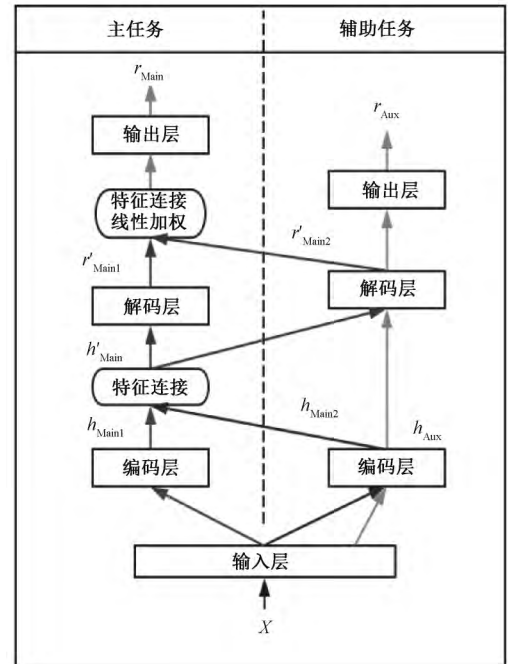 主任务
辅助任务
r_Main
r_Aux
输出层
输出层
特征连接
线性加权
r'_Main1
r'_Main2
解码层
解码层
h'_Main
特征连接
h_Main1
h_Main2
h_Aux
编码层
编码层
输入层
X